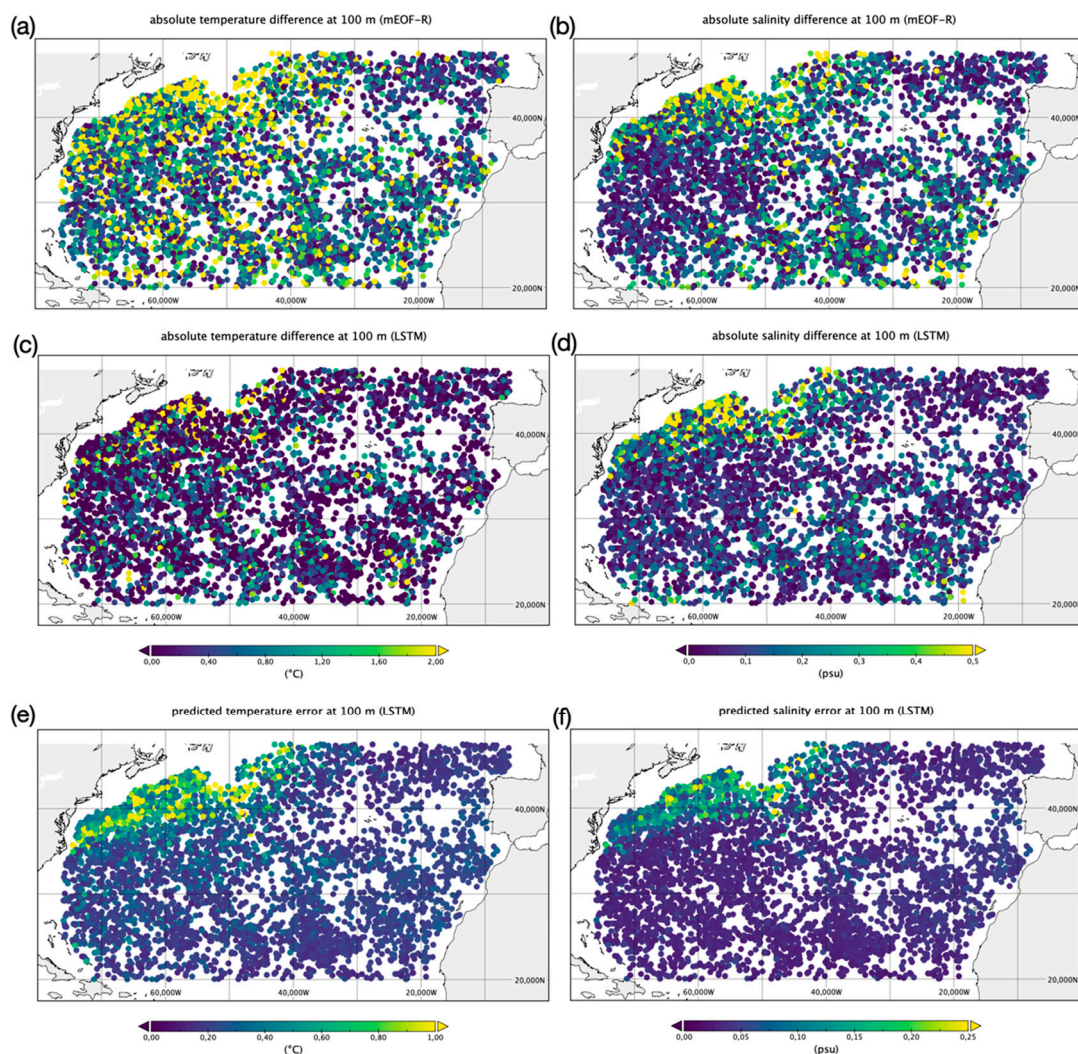 (a) absolute temperature difference at 100 m (mEOF-R)
(b) absolute salinity difference at 100 m (mEOF-R)
40,000N
40,000N
20,000N
20,000N
60,000W 40,000W 20,000W
60,000W 40,000W 20,000W
(c) absolute temperature difference at 100 m (LSTM)
(d) absolute salinity difference at 100 m (LSTM)
40,000N
40,000N
20,000N
20,000N
60,000W 40,000W 20,000W
60,000W 40,000W 20,000W
0,00 0,40 0,80 1,20 1,60 2,00
(°C)
0,0 0,1 0,2 0,3 0,4 0,5
(psu)
(e) predicted temperature error at 100 m (LSTM)
(f) predicted salinity error at 100 m (LSTM)
40,000N
40,000N
20,000N
20,000N
60,000W 40,000W 20,000W
60,000W 40,000W 20,000W
0,00 0,20 0,40 0,60 0,80 1,00
(°C)
0,00 0,05 0,10 0,15 0,20 0,25
(psu)